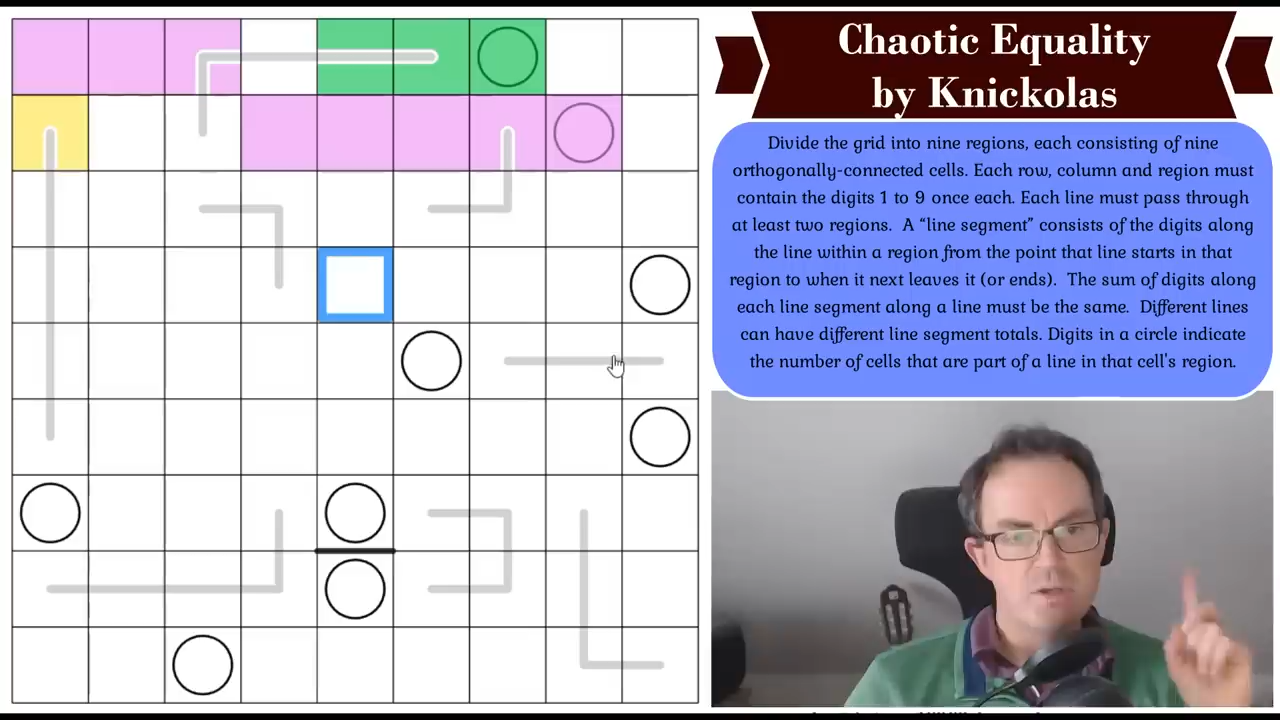 Chaotic Equality
by Knickolas
Divide the grid into nine regions, each consisting of nine
orthogonally-connected cells. Each row, column and region must
contain the digits 1 to 9 once each. Each line must pass through
at least two regions. A “line segment” consists of the digits along
the line within a region from the point that line starts in that
region to when it next leaves it (or ends). The sum of digits along
each line segment along a line must be the same. Different lines
can have different line segment totals. Digits in a circle indicate
the number of cells that are part of a line in that cell's region.